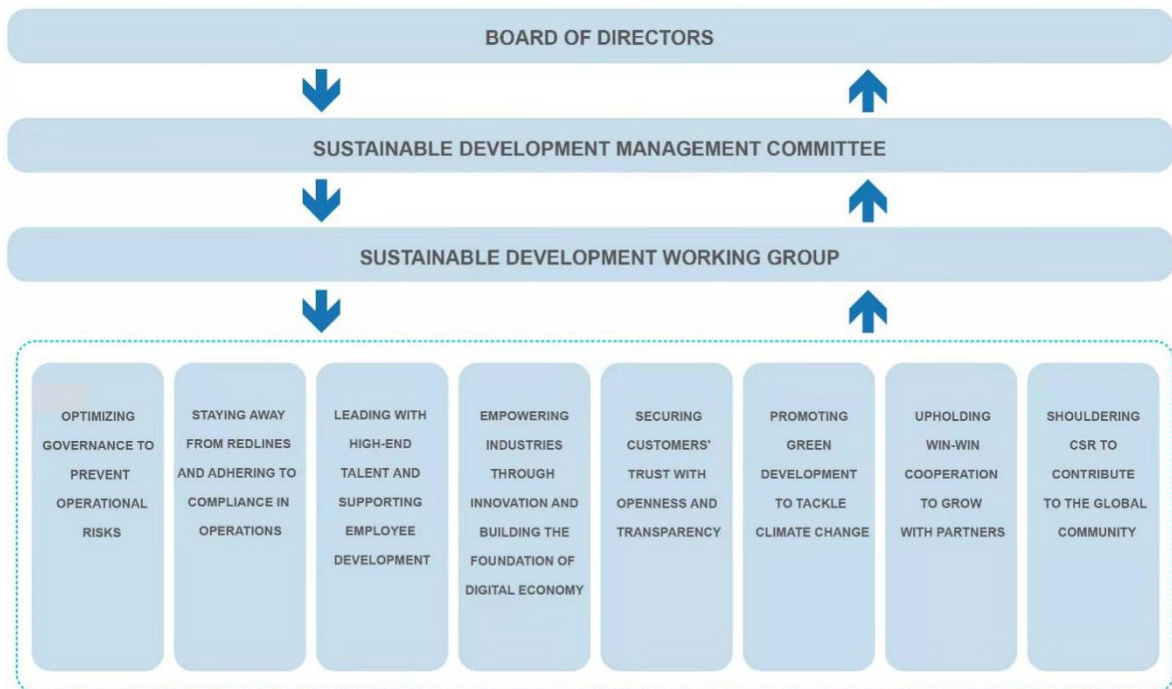 BOARD OF DIRECTORS
SUSTAINABLE DEVELOPMENT MANAGEMENT COMMITTEE
SUSTAINABLE DEVELOPMENT WORKING GROUP
OPTIMIZING
GOVERNANCE TO
PREVENT
OPERATIONAL
RISKS
STAYING AWAY
FROM REDLINES
AND ADHERING TO
COMPLIANCE IN
OPERATIONS
LEADING WITH
HIGH-END
TALENT AND
SUPPORTING
EMPLOYEE
DEVELOPMENT
EMPOWERING
INDUSTRIES
THROUGH
INNOVATION AND
BUILDING THE
FOUNDATION OF
DIGITAL ECONOMY
SECURING
CUSTOMERS'
TRUST WITH
OPENNESS AND
TRANSPARENCY
PROMOTING
GREEN
DEVELOPMENT
TO TACKLE
CLIMATE CHANGE
UPHOLDING
WIN-WIN
COOPERATION
TO GROW
WITH PARTNERS
SHOULDERING
CSR TO
CONTRIBUTE
TO THE GLOBAL
COMMUNITY